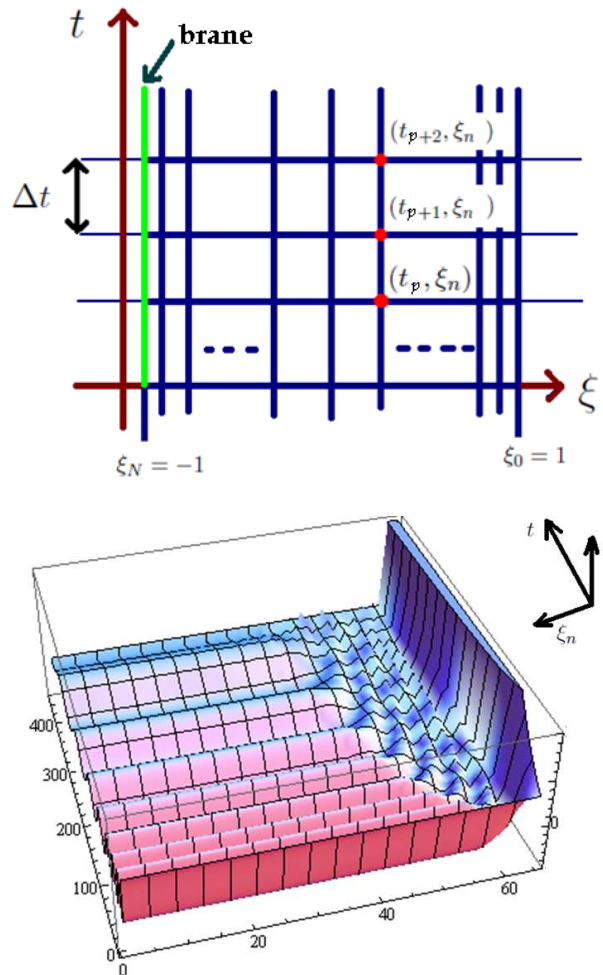 t
brane
(t_{p+2}, ξ_n )
Δt
(t_{p+1}, ξ_n )
(t_p, ξ_n)
ξ
ξ_N = −1
ξ_0 = 1
t
ξ_n
400
300
200
100
0
0
20
40
60
0